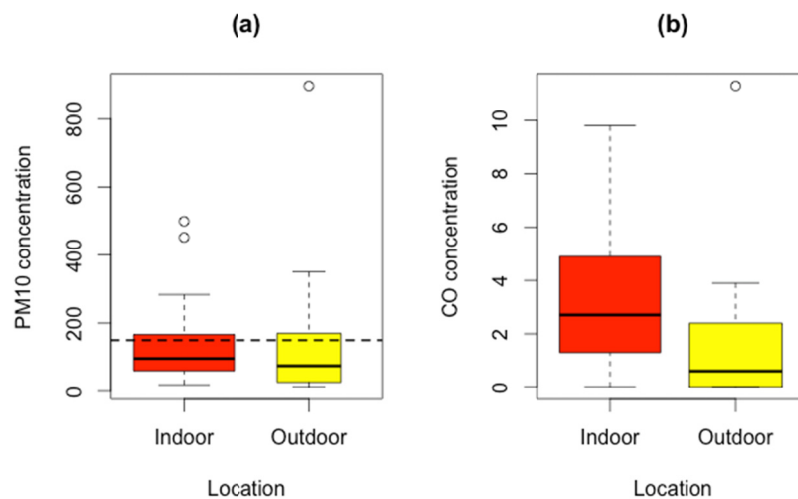 (a)
PM10 concentration
0
200
400
600
800
Indoor
Outdoor
Location
(b)
CO concentration
0
2
4
6
8
10
Indoor
Outdoor
Location